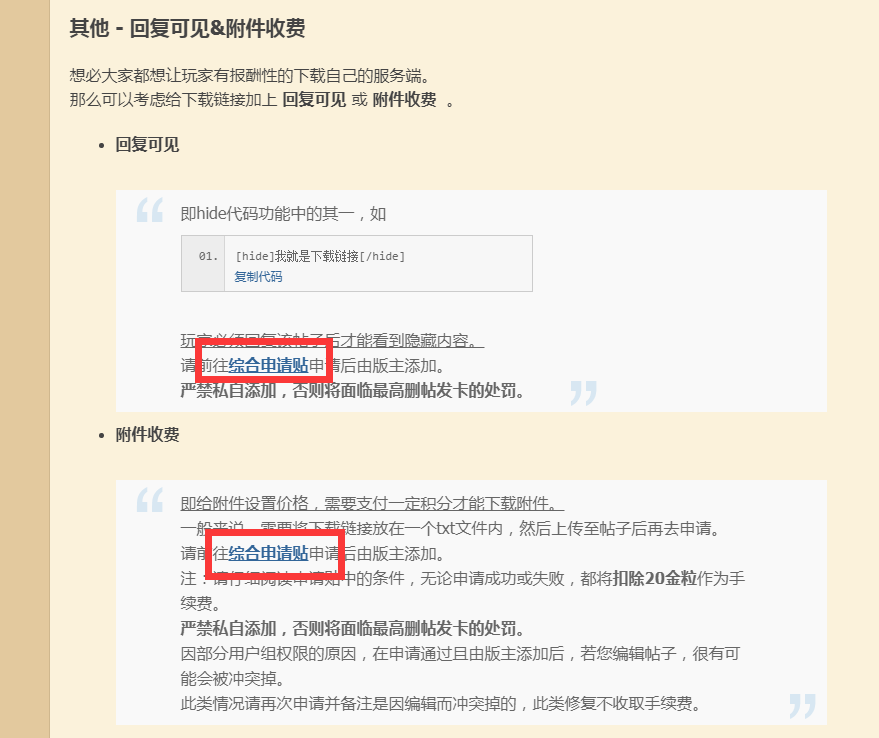 其他 - 回复可见&附件收费
想必大家都想让玩家有报酬性的下载自己的服务端。
那么可以考虑给下载链接加上 回复可见 或 附件收费 。
回复可见
即hide代码功能中的其一，如
01. [hide]我就是下载链接[/hide]
复制代码
玩家必须回复该帖子后才能看到隐藏内容。
请前往综合申请贴申请后由版主添加。
严禁私自添加，否则将面临最高删帖发卡的处罚。
附件收费
即给附件设置价格，需要支付一定积分才能下载附件。
一般来说，需要将下载链接放在一个txt文件内，然后上传至帖子后再去申请。
请前往综合申请贴申请后由版主添加。
注：请仔细阅读申请贴中的条件，无论申请成功或失败，都将扣除20金粒作为手
续费。
严禁私自添加，否则将面临最高删帖发卡的处罚。
因部分用户组权限的原因，在申请通过且由版主添加后，若您编辑帖子，很有可
能会被冲突掉。
此类情况请再次申请并备注是因编辑而冲突掉的，此类修复不收取手续费。